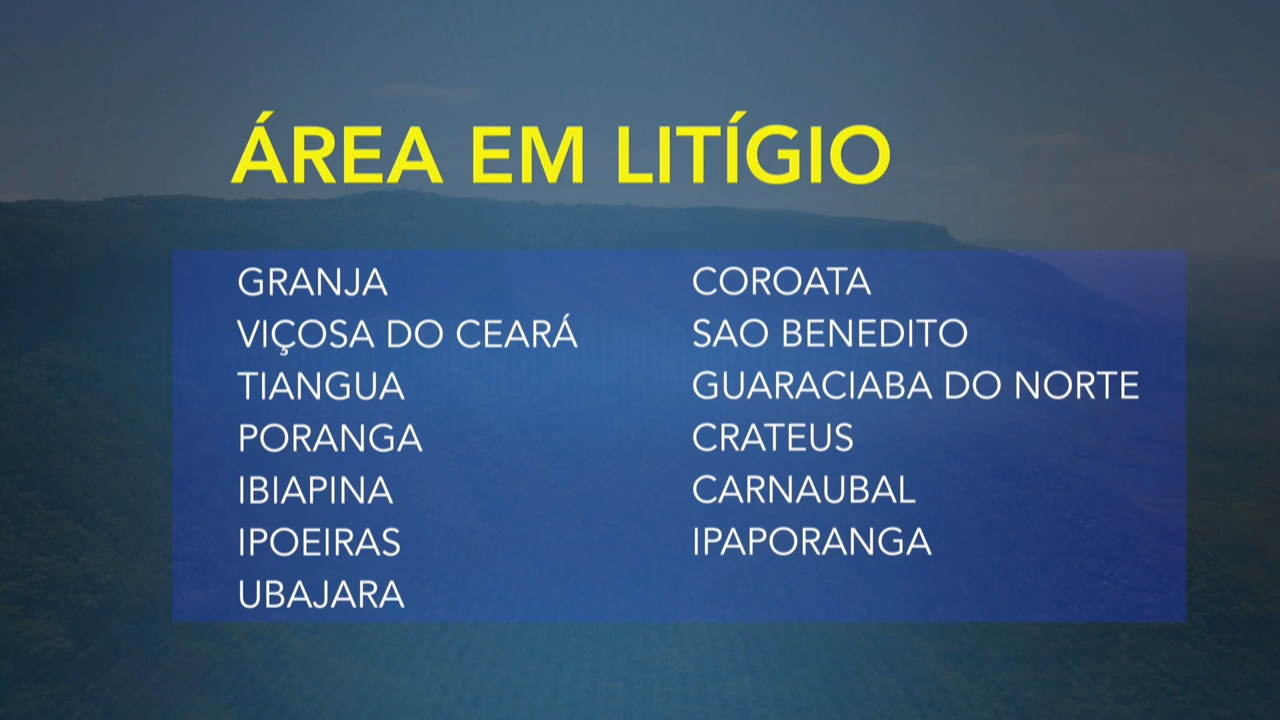 ÁREA EM LITÍGIO
GRANJA
VIÇOSA DO CEARÁ
TIANGUA
PORANGA
IBIAPINA
IPOEIRAS
UBAJARA
COROATA
SAO BENEDITO
GUARACIABA DO NORTE
CRATEUS
CARNAUBAL
IPAPORANGA